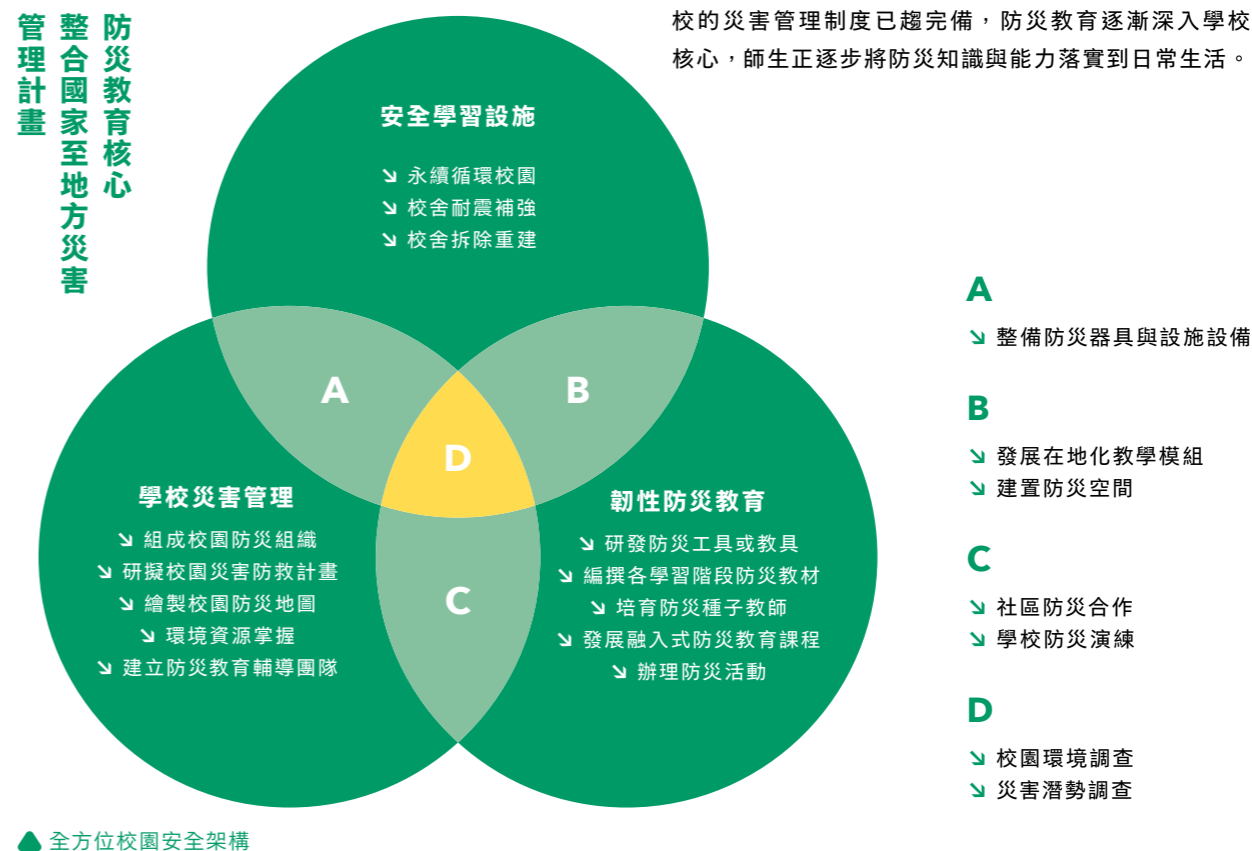 防災教育核心
整合國家至地方災害
管理計畫
校的災害管理制度已趨完備，防災教育逐漸深入學校
核心，師生正逐步將防災知識與能力落實到日常生活。
安全學習設施
↘ 永續循環校園
↘ 校舍耐震補強
↘ 校舍拆除重建
A
B
D
C
學校災害管理
↘ 組成校園防災組織
↘ 研擬校園災害防救計畫
↘ 繪製校園防災地圖
↘ 環境資源掌握
↘ 建立防災教育輔導團隊
韌性防災教育
↘ 研發防災工具或教具
↘ 編撰各學習階段防災教材
↘ 培育防災種子教師
↘ 發展融入式防災教育課程
↘ 辦理防災活動
A
↘ 整備防災器具與設施設備
B
↘ 發展在地化教學模組
↘ 建置防災空間
C
↘ 社區防災合作
↘ 學校防災演練
D
↘ 校園環境調查
↘ 災害潛勢調查
▲ 全方位校園安全架構